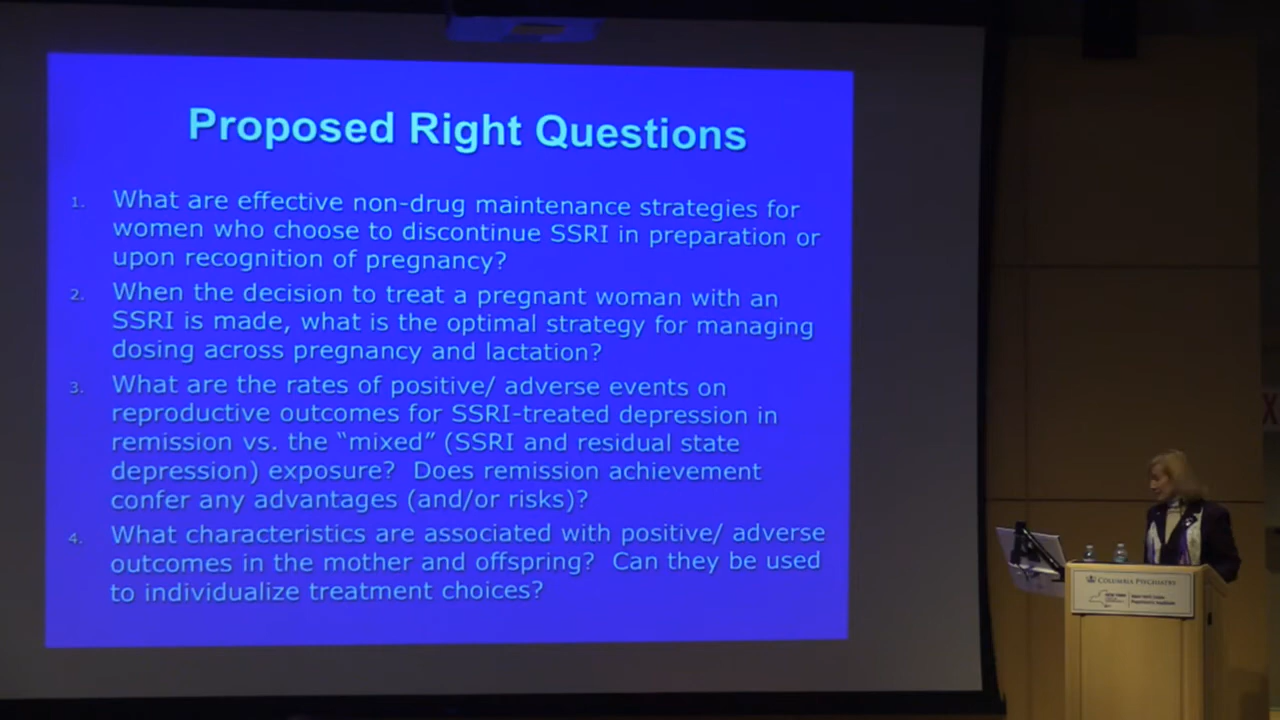 Proposed Right Questions
1. What are effective non-drug maintenance strategies for
women who choose to discontinue SSRI in preparation or
upon recognition of pregnancy?
2. When the decision to treat a pregnant woman with an
SSRI is made, what is the optimal strategy for managing
dosing across pregnancy and lactation?
3. What are the rates of positive/ adverse events on
reproductive outcomes for SSRI-treated depression in
remission vs. the “mixed” (SSRI and residual state
depression) exposure? Does remission achievement
confer any advantages (and/or risks)?
4. What characteristics are associated with positive/ adverse
outcomes in the mother and offspring? Can they be used
to individualize treatment choices?
COLUMBIA PSYCHIATRY
NEW YORK
Psychiatric Institute